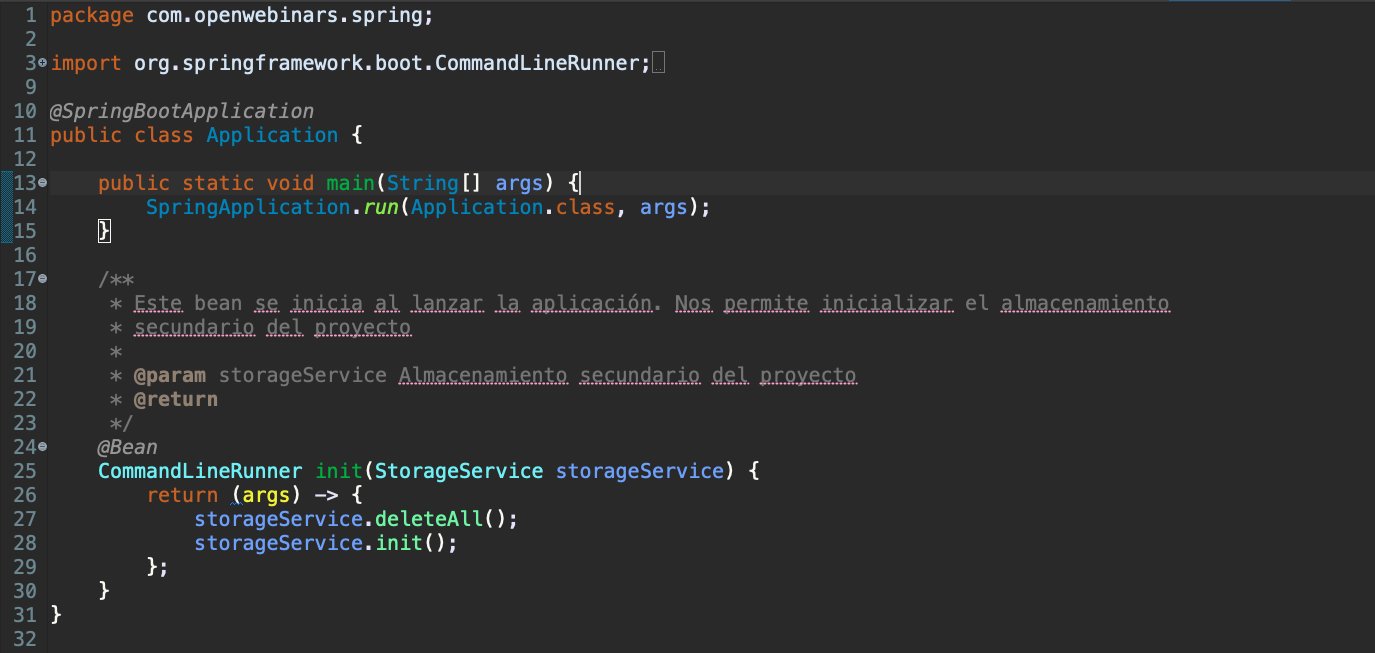 1 package com.openwebinars.spring;
2
3 import org.springframework.boot.CommandLineRunner;
9
10 @SpringBootApplication
11 public class Application {
12
13     public static void main(String[] args) {
14         SpringApplication.run(Application.class, args);
15     }
16
17     /**
18      * Este bean se inicia al lanzar la aplicación. Nos permite inicializar el almacenamiento
19      * secundario del proyecto
20      *
21      * @param storageService Almacenamiento secundario del proyecto
22      * @return
23      */
24     @Bean
25     CommandLineRunner init(StorageService storageService) {
26         return (args) -> {
27             storageService.deleteAll();
28             storageService.init();
29         };
30     }
31 }
32